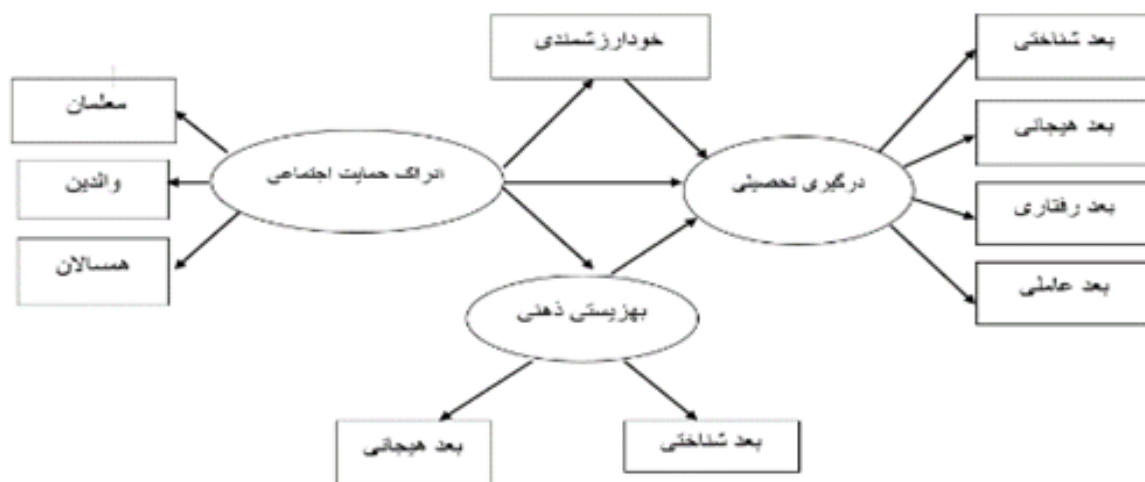 خودارزشمندی
بعد شناختی
معلمان
بعد هیجانی
ادراک حمایت اجتماعی
درگیری تحصیلی
والدین
بعد رفتاری
همسالان
بعد عاملی
بهزیستی ذهنی
بعد شناختی
بعد هیجانی